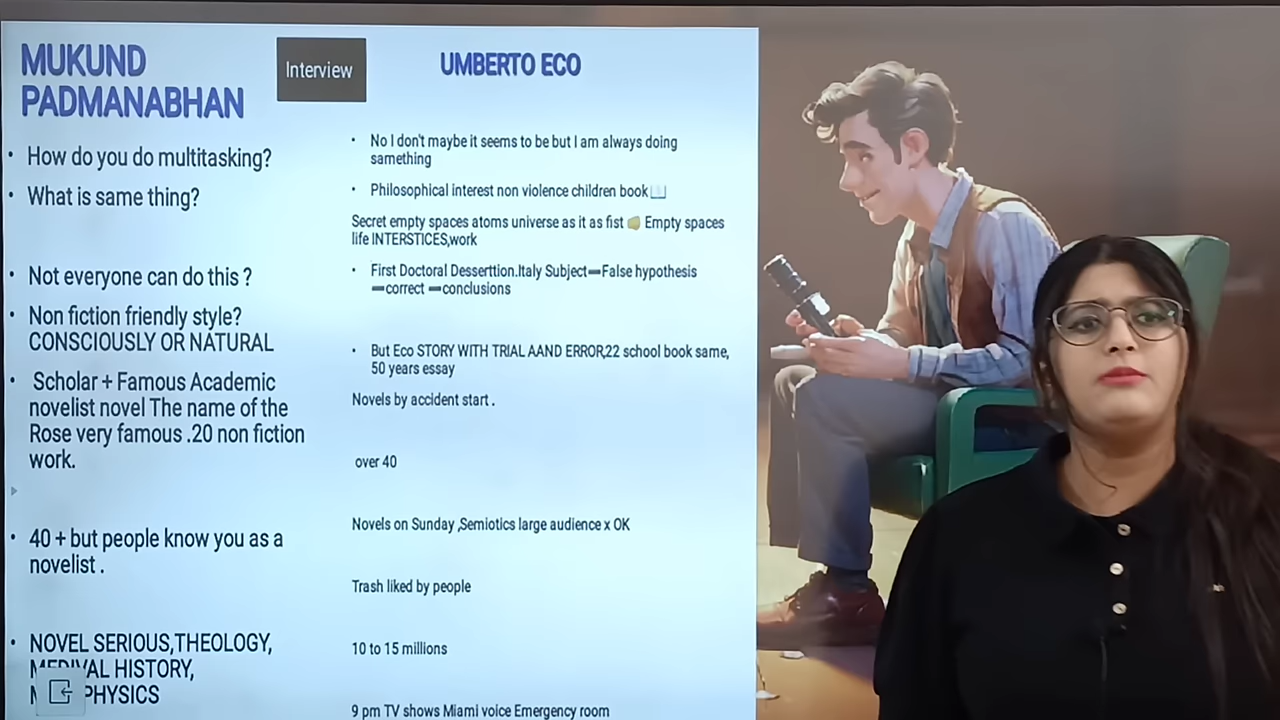 MUKUND
PADMANABHAN
Interview
UMBERTO ECO
• How do you do multitasking?
• What is same thing?
• Not everyone can do this ?
• Non fiction friendly style?
CONSCIOUSLY OR NATURAL
• Scholar + Famous Academic
novelist novel The name of the
Rose very famous .20 non fiction
work.
• 40 + but people know you as a
novelist .
• NOVEL SERIOUS,THEOLOGY,
HISTORY,
• No I don't maybe it seems to be but I am always doing
samething
• Philosophical interest non violence children book📖
Secret empty spaces atoms universe as it as fist 🤛 Empty spaces
life INTERSTICES,work
• First Doctoral Desserttion.Italy Subject➖False hypothesis
➖correct ➖conclusions
• But Eco STORY WITH TRIAL AAND ERROR,22 school book same,
50 years essay
Novels by accident start .
over 40
Novels on Sunday ,Semiotics large audience x OK
Trash liked by people
10 to 15 millions
9 pm TV shows Miami voice Emergency room